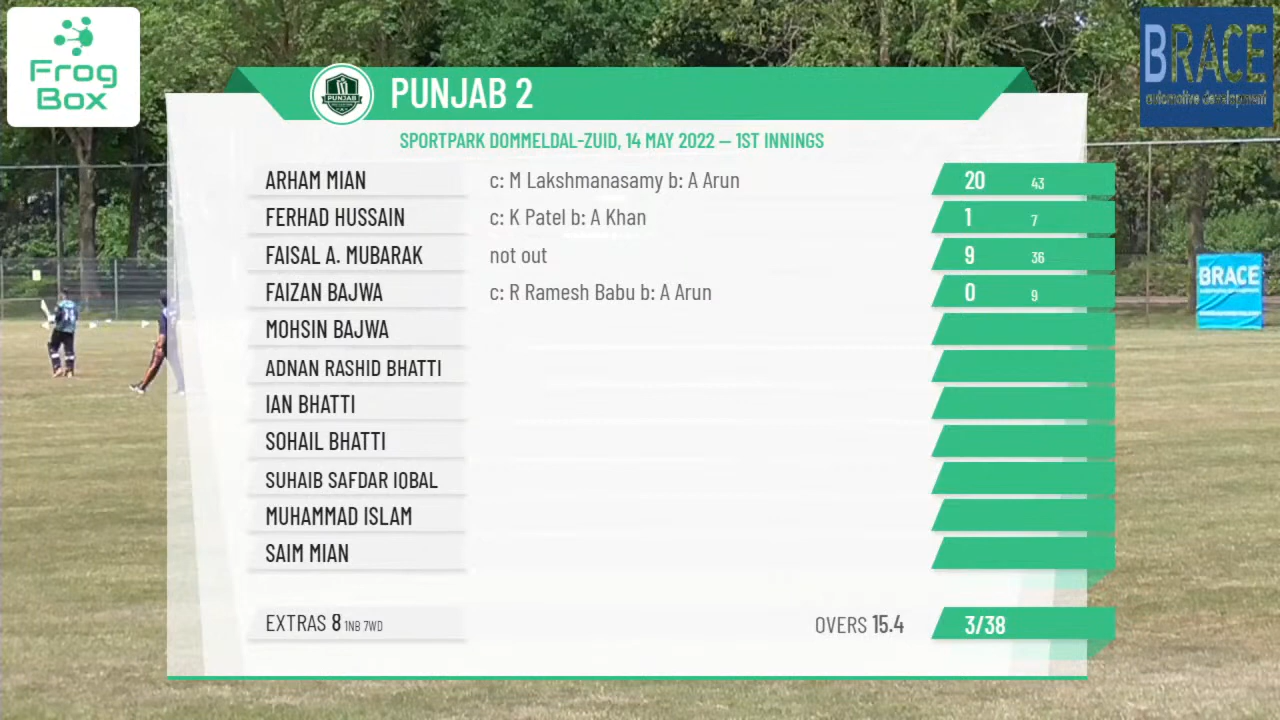 Frog
Box
BRACE
automotive development
PUNJAB
PUNJAB 2
SPORTPARK DOMMELDAL-ZUID, 14 MAY 2022 – 1ST INNINGS
ARHAM MIAN c: M Lakshmanasamy b: A Arun 20 43
FERHAD HUSSAIN c: K Patel b: A Khan 1 7
FAISAL A. MUBARAK not out 9 36
FAIZAN BAJWA c: R Ramesh Babu b: A Arun 0 9
BRACE
MOHSIN BAJWA
ADNAN RASHID BHATTI
IAN BHATTI
SOHAIL BHATTI
SUHAIB SAFDAR IQBAL
MUHAMMAD ISLAM
SAIM MIAN
EXTRAS 8 1NB 7WD OVERS 15.4 3/38